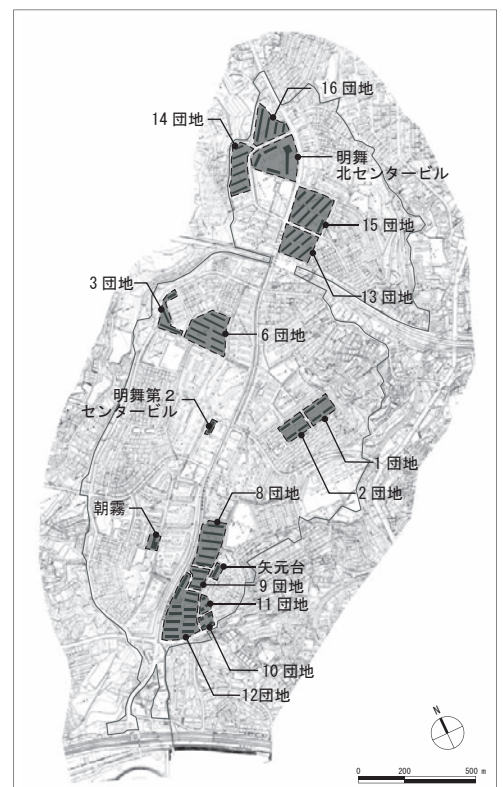 16団地
14団地
明舞
北センタービル
15団地
13団地
3団地
6団地
明舞第2
センタービル
1団地
2団地
8団地
朝霧
矢元台
9団地
11団地
10団地
12団地
N
0 200 500 m